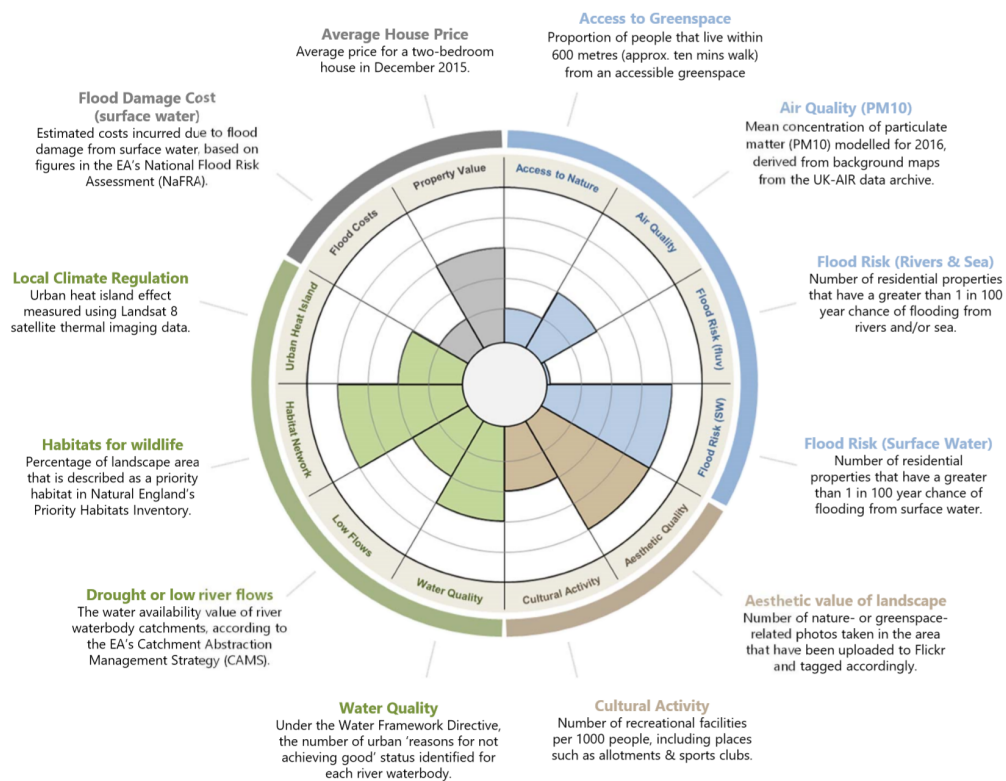 Average House Price
Average price for a two-bedroom
house in December 2015.
Access to Greenspace
Proportion of people that live within
600 metres (approx. ten mins walk)
from an accessible greenspace
Flood Damage Cost
(surface water)
Estimated costs incurred due to flood
damage from surface water, based on
figures in the EA's National Flood Risk
Assessment (NaFRA).
Air Quality (PM10)
Mean concentration of particulate
matter (PM10) modelled for 2016,
derived from background maps
from the UK-AIR data archive.
Local Climate Regulation
Urban heat island effect
measured using Landsat 8
satellite thermal imaging data.
Flood Risk (Rivers & Sea)
Number of residential properties
that have a greater than 1 in 100
year chance of flooding from
rivers and/or sea.
Property Value
Access to Nature
Flood Costs
Air Quality
Urban Heat Island
Flood Risk (fluv)
Habitat Network
Flood Risk (SW)
Low Flows
Aesthetic Quality
Water Quality
Cultural Activity
Habitats for wildlife
Percentage of landscape area
that is described as a priority
habitat in Natural England's
Priority Habitats Inventory.
Flood Risk (Surface Water)
Number of residential
properties that have a greater
than 1 in 100 year chance of
flooding from surface water.
Drought or low river flows
The water availability value of river
waterbody catchments, according to
the EA's Catchment Abstraction
Management Strategy (CAMS).
Aesthetic value of landscape
Number of nature- or greenspace-
related photos taken in the area
that have been uploaded to Flickr
and tagged accordingly.
Water Quality
Under the Water Framework Directive,
the number of urban 'reasons for not
achieving good' status identified for
each river waterbody.
Cultural Activity
Number of recreational facilities
per 1000 people, including places
such as allotments & sports clubs.